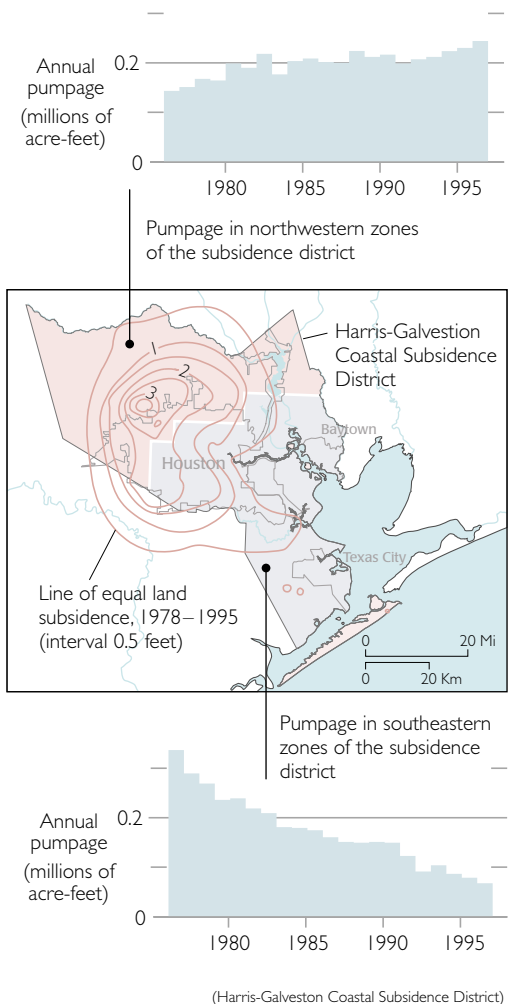 Annual
pumpage
(millions of
acre-feet)
0.2
0
1980 1985 1990 1995
Pumpage in northwestern zones
of the subsidence district
Harris-Galvestion
Coastal Subsidence
District
1
2
3
Baytown
Houston
Texas City
Line of equal land
subsidence, 1978–1995
(interval 0.5 feet)
0 20 Mi
0 20 Km
Pumpage in southeastern
zones of the subsidence
district
Annual
pumpage
(millions of
acre-feet)
0.2
0
1980 1985 1990 1995
(Harris-Galveston Coastal Subsidence District)